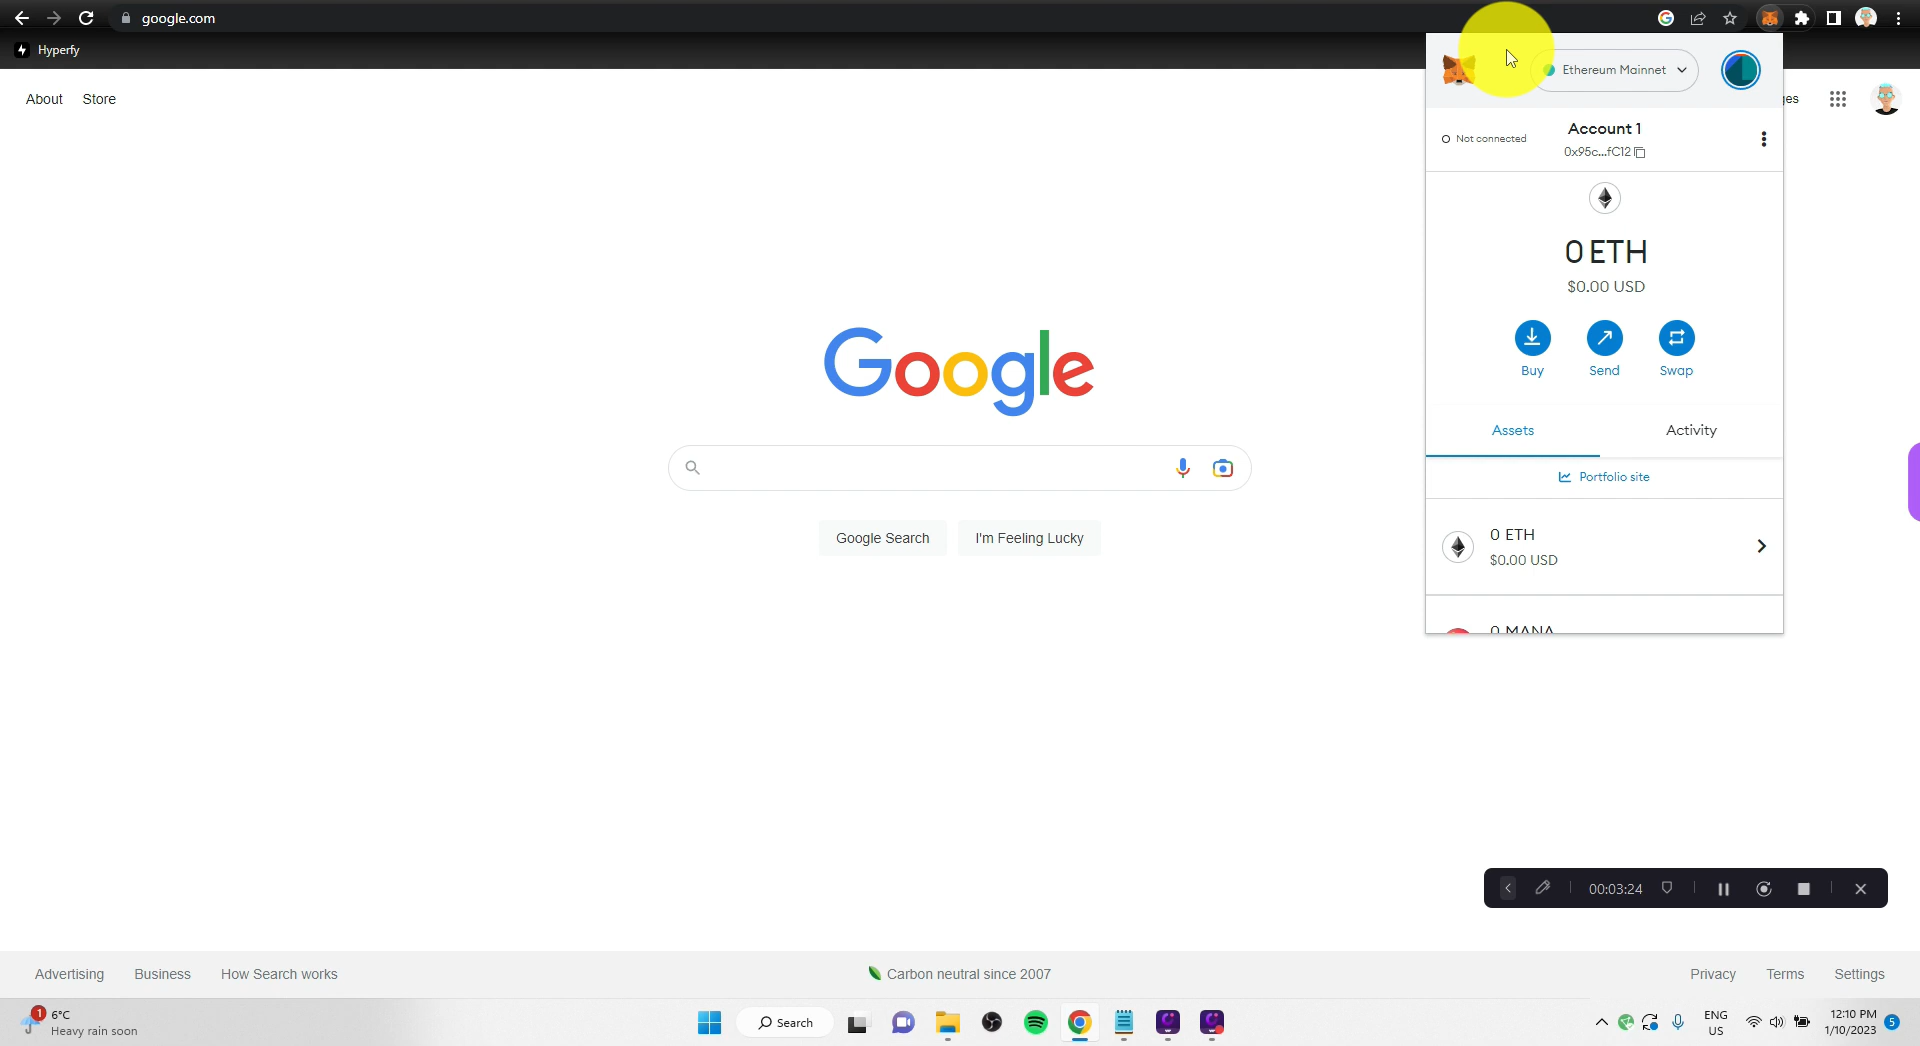 google.com
Hyperfy
About Store
Ethereum Mainnet
ges
Not connected
Account 1
0x95c...fC12
0 ETH
$0.00 USD
Buy Send Swap
Assets Activity
Portfolio site
0 ETH
$0.00 USD
0 MANA
Google
Google Search I'm Feeling Lucky
00:03:24
Advertising Business How Search works
Carbon neutral since 2007
Privacy Terms Settings
1
6°C
Heavy rain soon
Search
ENG
US
12:10 PM
1/10/2023
5